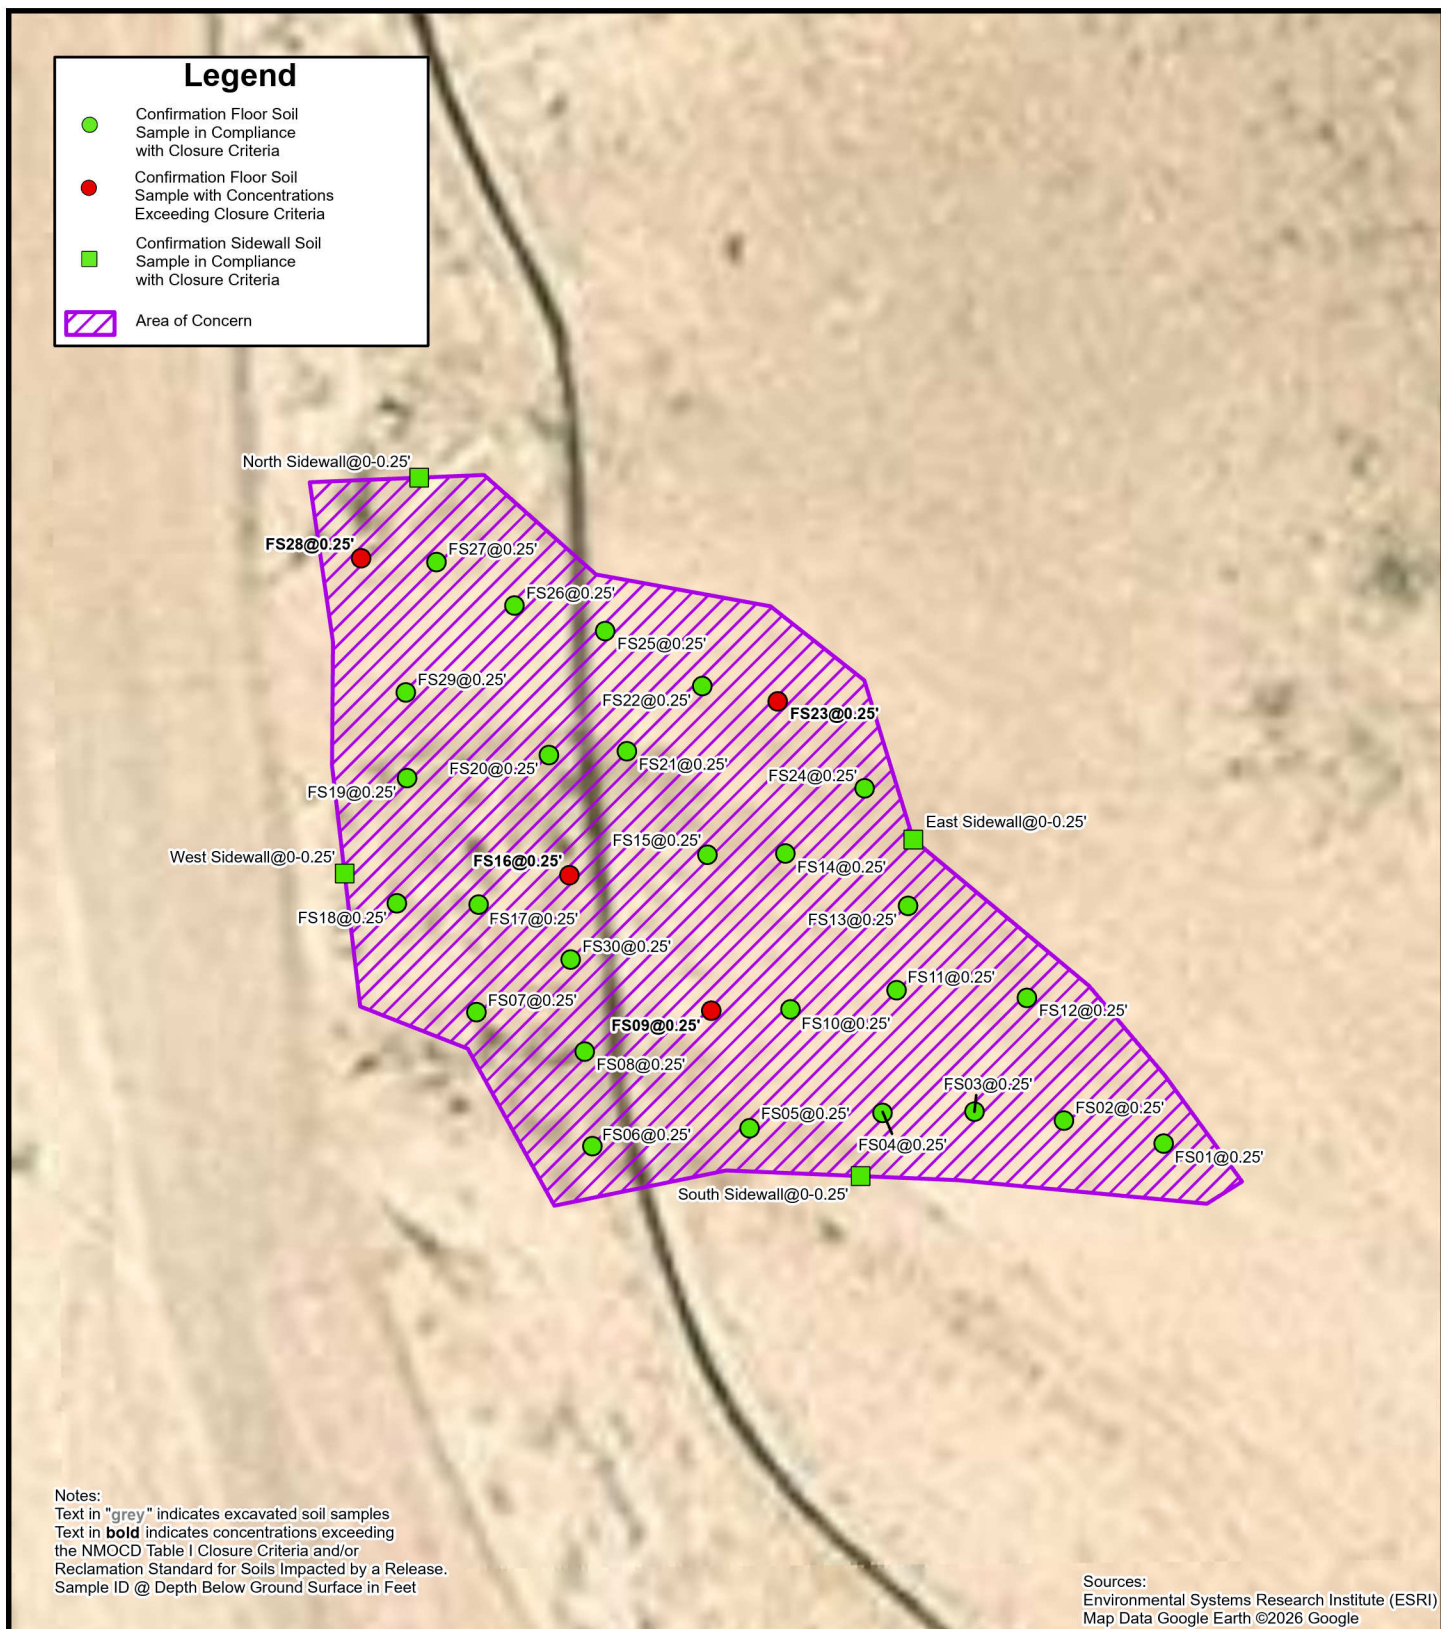 Legend
Confirmation Floor Soil
Sample in Compliance
with Closure Criteria
Confirmation Floor Soil
Sample with Concentrations
Exceeding Closure Criteria
Confirmation Sidewall Soil
Sample in Compliance
with Closure Criteria
Area of Concern
North Sidewall@0-0.25'
FS28@0.25'
FS27@0.25'
FS26@0.25'
FS25@0.25'
FS29@0.25'
FS22@0.25'
FS23@0.25'
FS20@0.25'
FS21@0.25'
FS24@0.25'
FS19@0.25'
East Sidewall@0-0.25'
FS15@0.25'
West Sidewall@0-0.25'
FS16@0.25'
FS14@0.25'
FS18@0.25'
FS17@0.25'
FS13@0.25'
FS30@0.25'
FS11@0.25'
FS07@0.25'
FS12@0.25'
FS09@0.25'
FS10@0.25'
FS08@0.25'
FS03@0.25'
FS02@0.25'
FS05@0.25'
FS06@0.25'
FS04@0.25'
FS01@0.25'
South Sidewall@0-0.25'
Notes:
Text in "grey" indicates excavated soil samples
Text in bold indicates concentrations exceeding
the NMOCD Table I Closure Criteria and/or
Reclamation Standard for Soils Impacted by a Release.
Sample ID @ Depth Below Ground Surface in Feet
Sources:
Environmental Systems Research Institute (ESRI)
Map Data Google Earth ©2026 Google